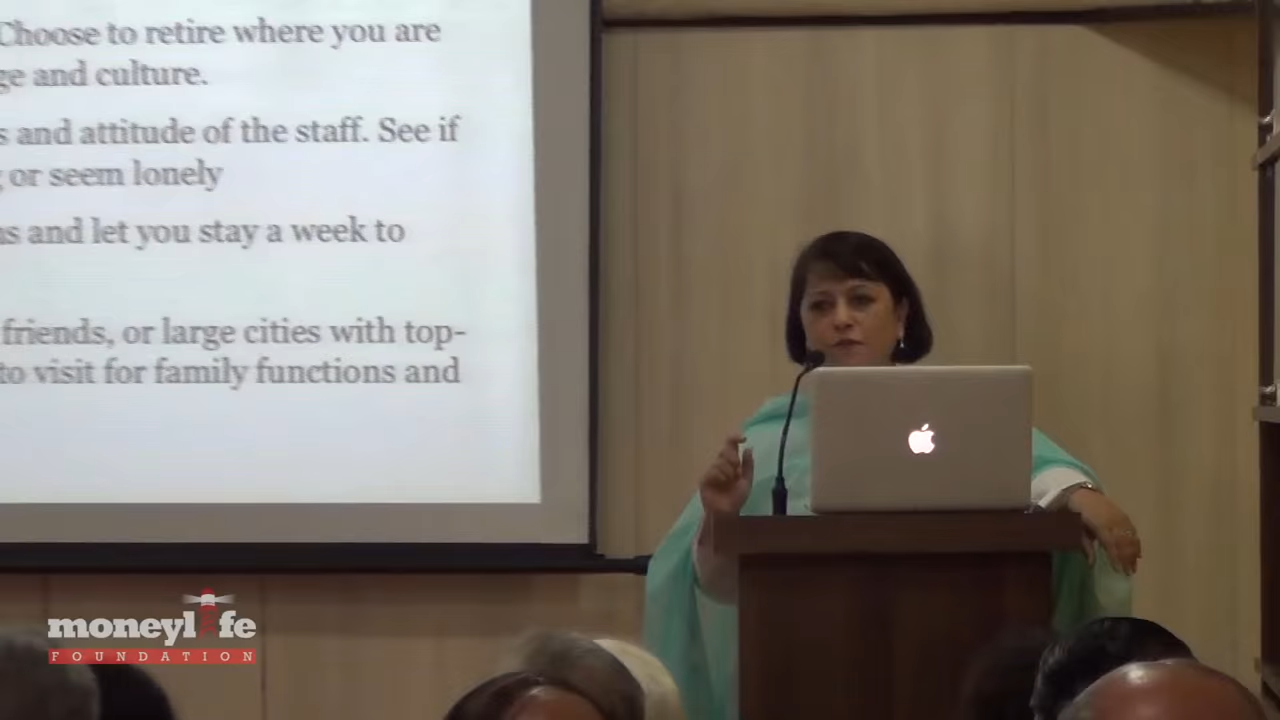 Choose to retire where you are
ge and culture.
s and attitude of the staff. See if
; or seem lonely
ns and let you stay a week to
friends, or large cities with top-
to visit for family functions and
moneylife
FOUNDATION